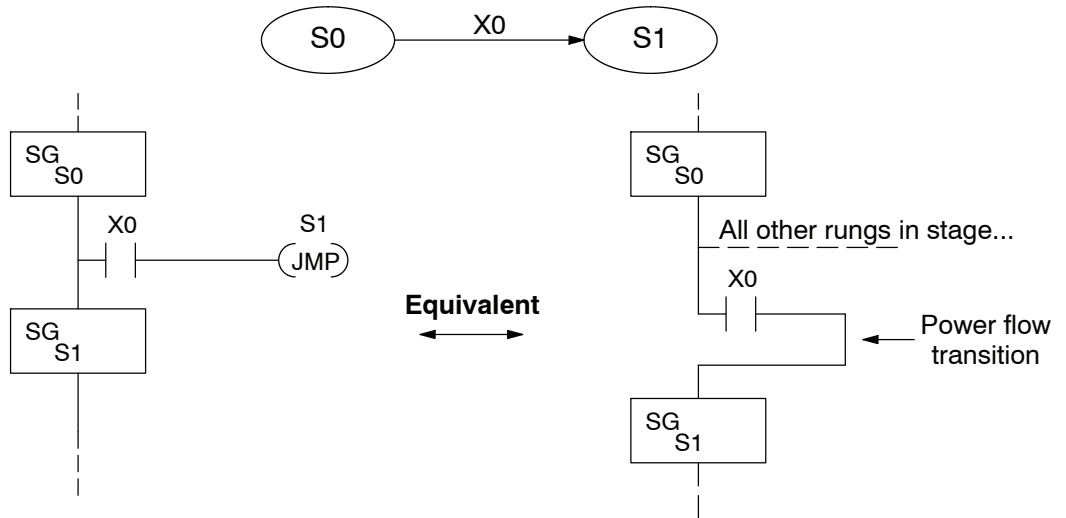 S0
X0
S1
SG
S0
X0
S1
JMP
SG
S1
Equivalent
SG
S0
All other rungs in stage...
X0
Power flow
transition
SG
S1